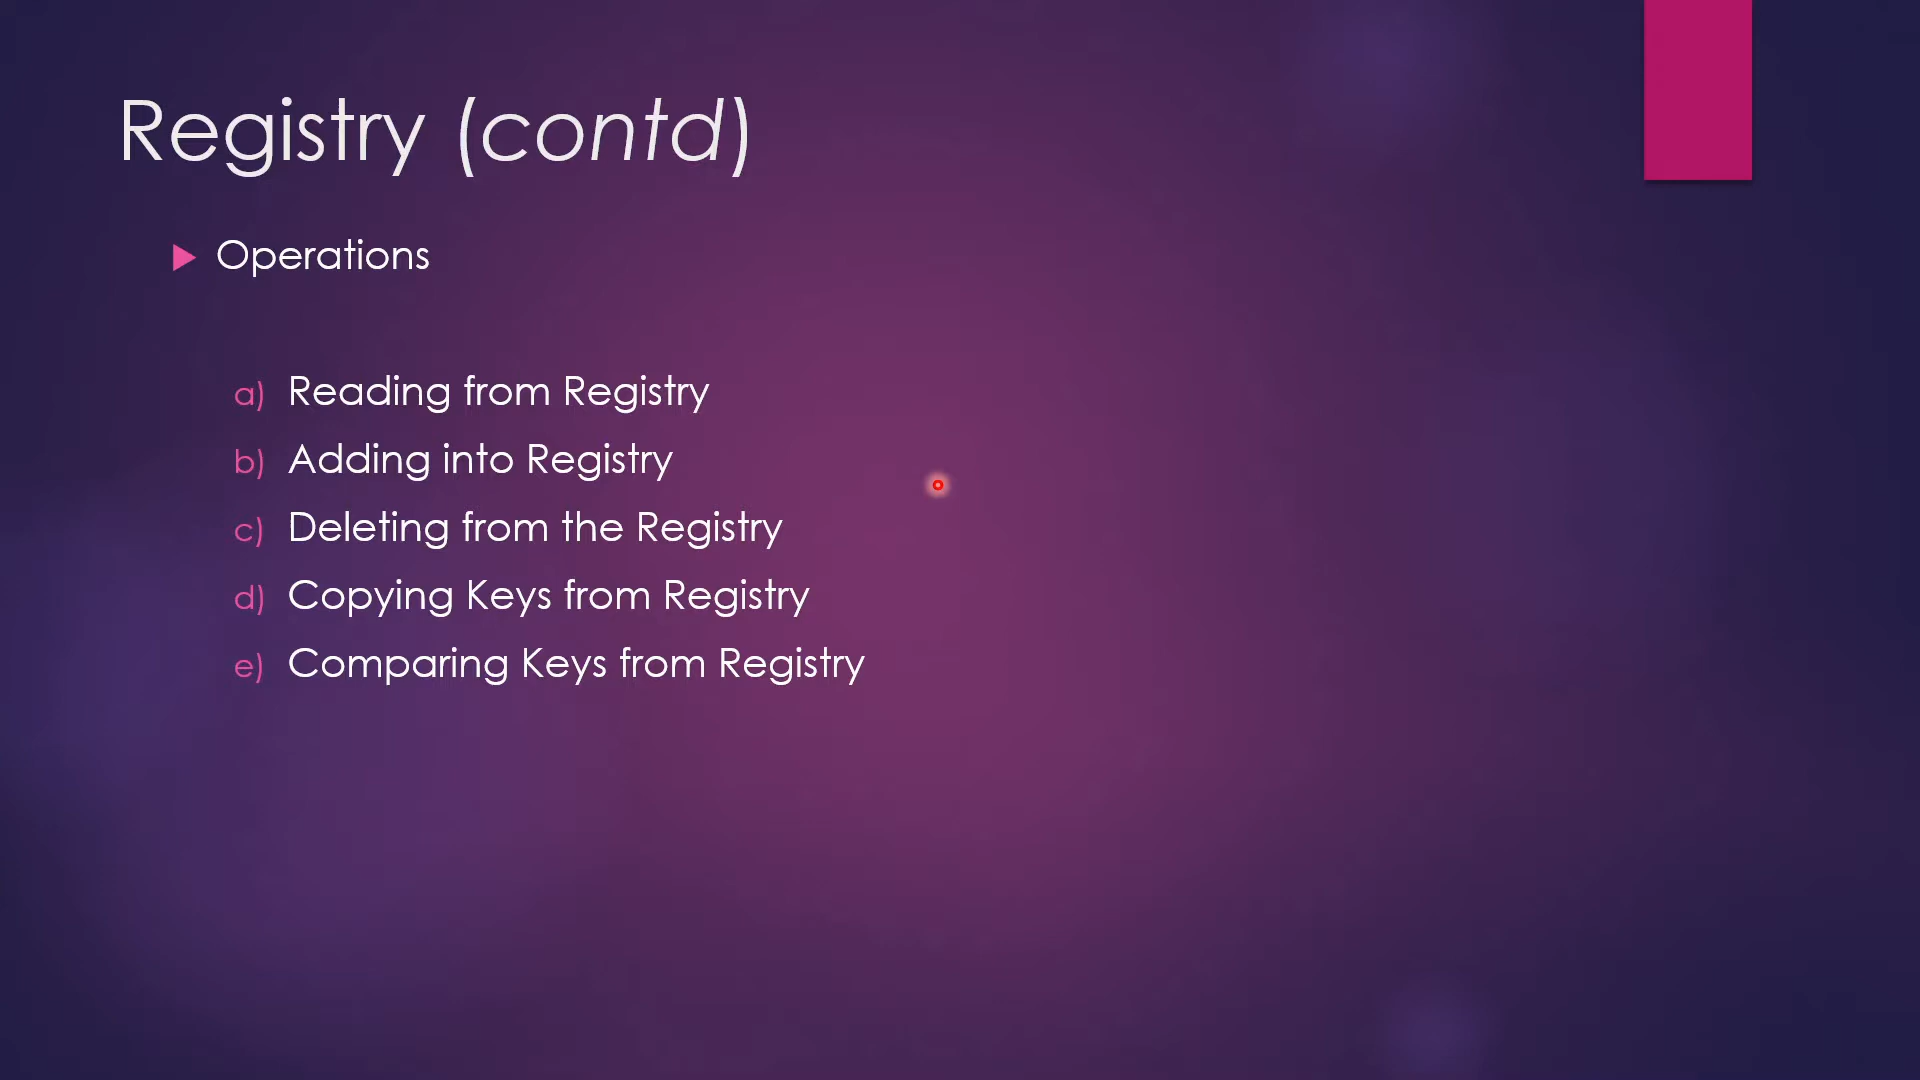 Registry (contd)
Operations
a) Reading from Registry
b) Adding into Registry
c) Deleting from the Registry
d) Copying Keys from Registry
e) Comparing Keys from Registry